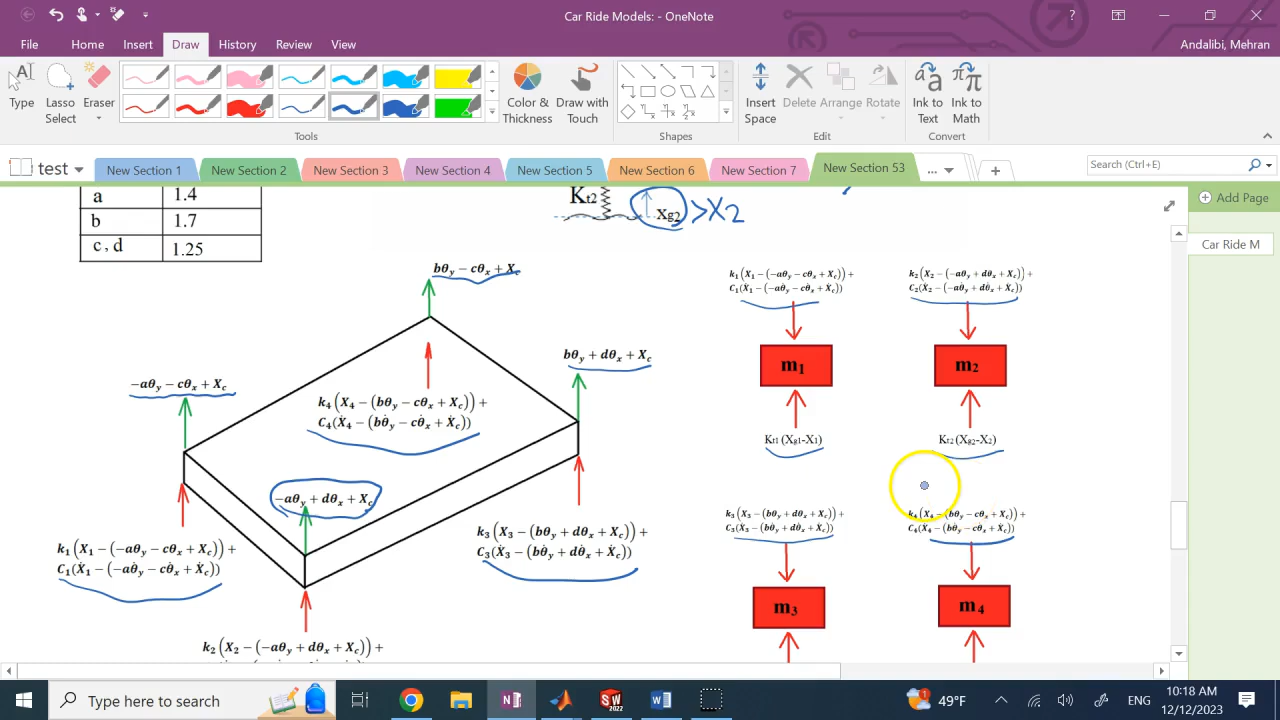 Car Ride Models: - OneNote
?
File Home Insert Draw History Review View
Andalibi, Mehran
Type
Lasso Select
Eraser
Color & Thickness
Draw with Touch
Insert Space
Delete
Arrange
Rotate
Ink to Text
Ink to Math
Tools
Shapes
Edit
Convert
test
New Section 1
New Section 2
New Section 3
New Section 4
New Section 5
New Section 6
New Section 7
New Section 53
...
Search (Ctrl+E)
Add Page
Car Ride M
a 1.4
b 1.7
c,d 1.25
Kt2
xg2 >X2
bθy − cθx + Xc
bθy + dθx + Xc
−aθy − cθx + Xc
k4(X4 − (bθy − cθx + Xc)) +
C4(Ẋ4 − (bθ̇y − cθ̇x + Ẋc))
−aθy + dθx + Xc
k3(X3 − (bθy + dθx + Xc)) +
C3(Ẋ3 − (bθ̇y + dθ̇x + Ẋc))
k1(X1 − (−aθy − cθx + Xc)) +
C1(Ẋ1 − (−aθ̇y − cθ̇x + Ẋc))
k2(X2 − (−aθy + dθx + Xc)) +
k1(X1 − (−aθy − cθx + Xc)) +
C1(Ẋ1 − (−aθ̇y − cθ̇x + Ẋc))
m1
Kt1 (Xg1-X1)
k2(X2 − (−aθy + dθx + Xc)) +
C2(Ẋ2 − (−aθ̇y + dθ̇x + Ẋc))
m2
Kt2 (Xg2-X2)
k3(X3 − (bθy + dθx + Xc)) +
C3(Ẋ3 − (bθ̇y + dθ̇x + Ẋc))
m3
k4(X4 − (bθy − cθx + Xc)) +
C4(Ẋ4 − (bθ̇y − cθ̇x + Ẋc))
m4
Type here to search
49°F
ENG
10:18 AM
12/12/2023